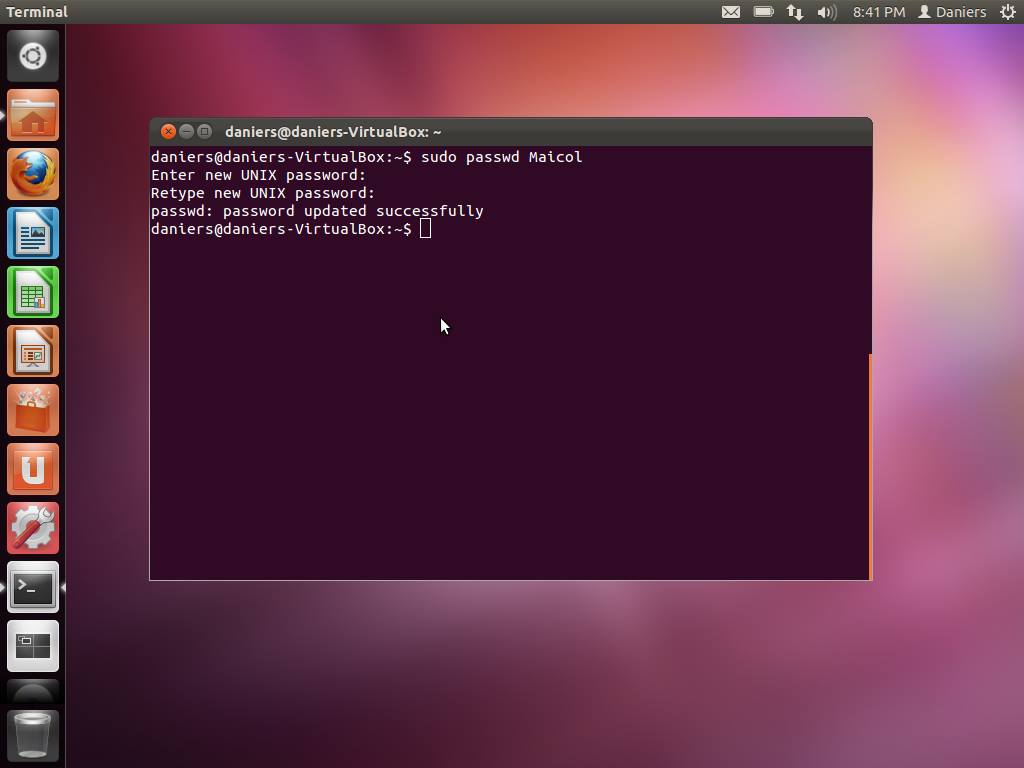 Terminal
8:41 PM
Daniers
daniers@daniers-VirtualBox: ~
daniers@daniers-VirtualBox:~$ sudo passwd Maicol
Enter new UNIX password:
Retype new UNIX password:
passwd: password updated successfully
daniers@daniers-VirtualBox:~$